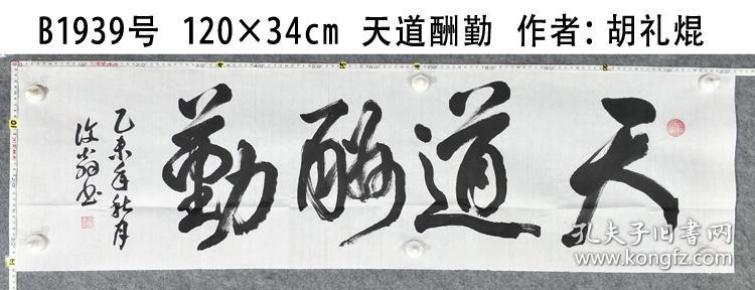 B1939号 120×34cm 天道酬勤 作者:胡礼焜
天道酬勤
乙未年秋月
孔夫子旧书网
kongfz.com